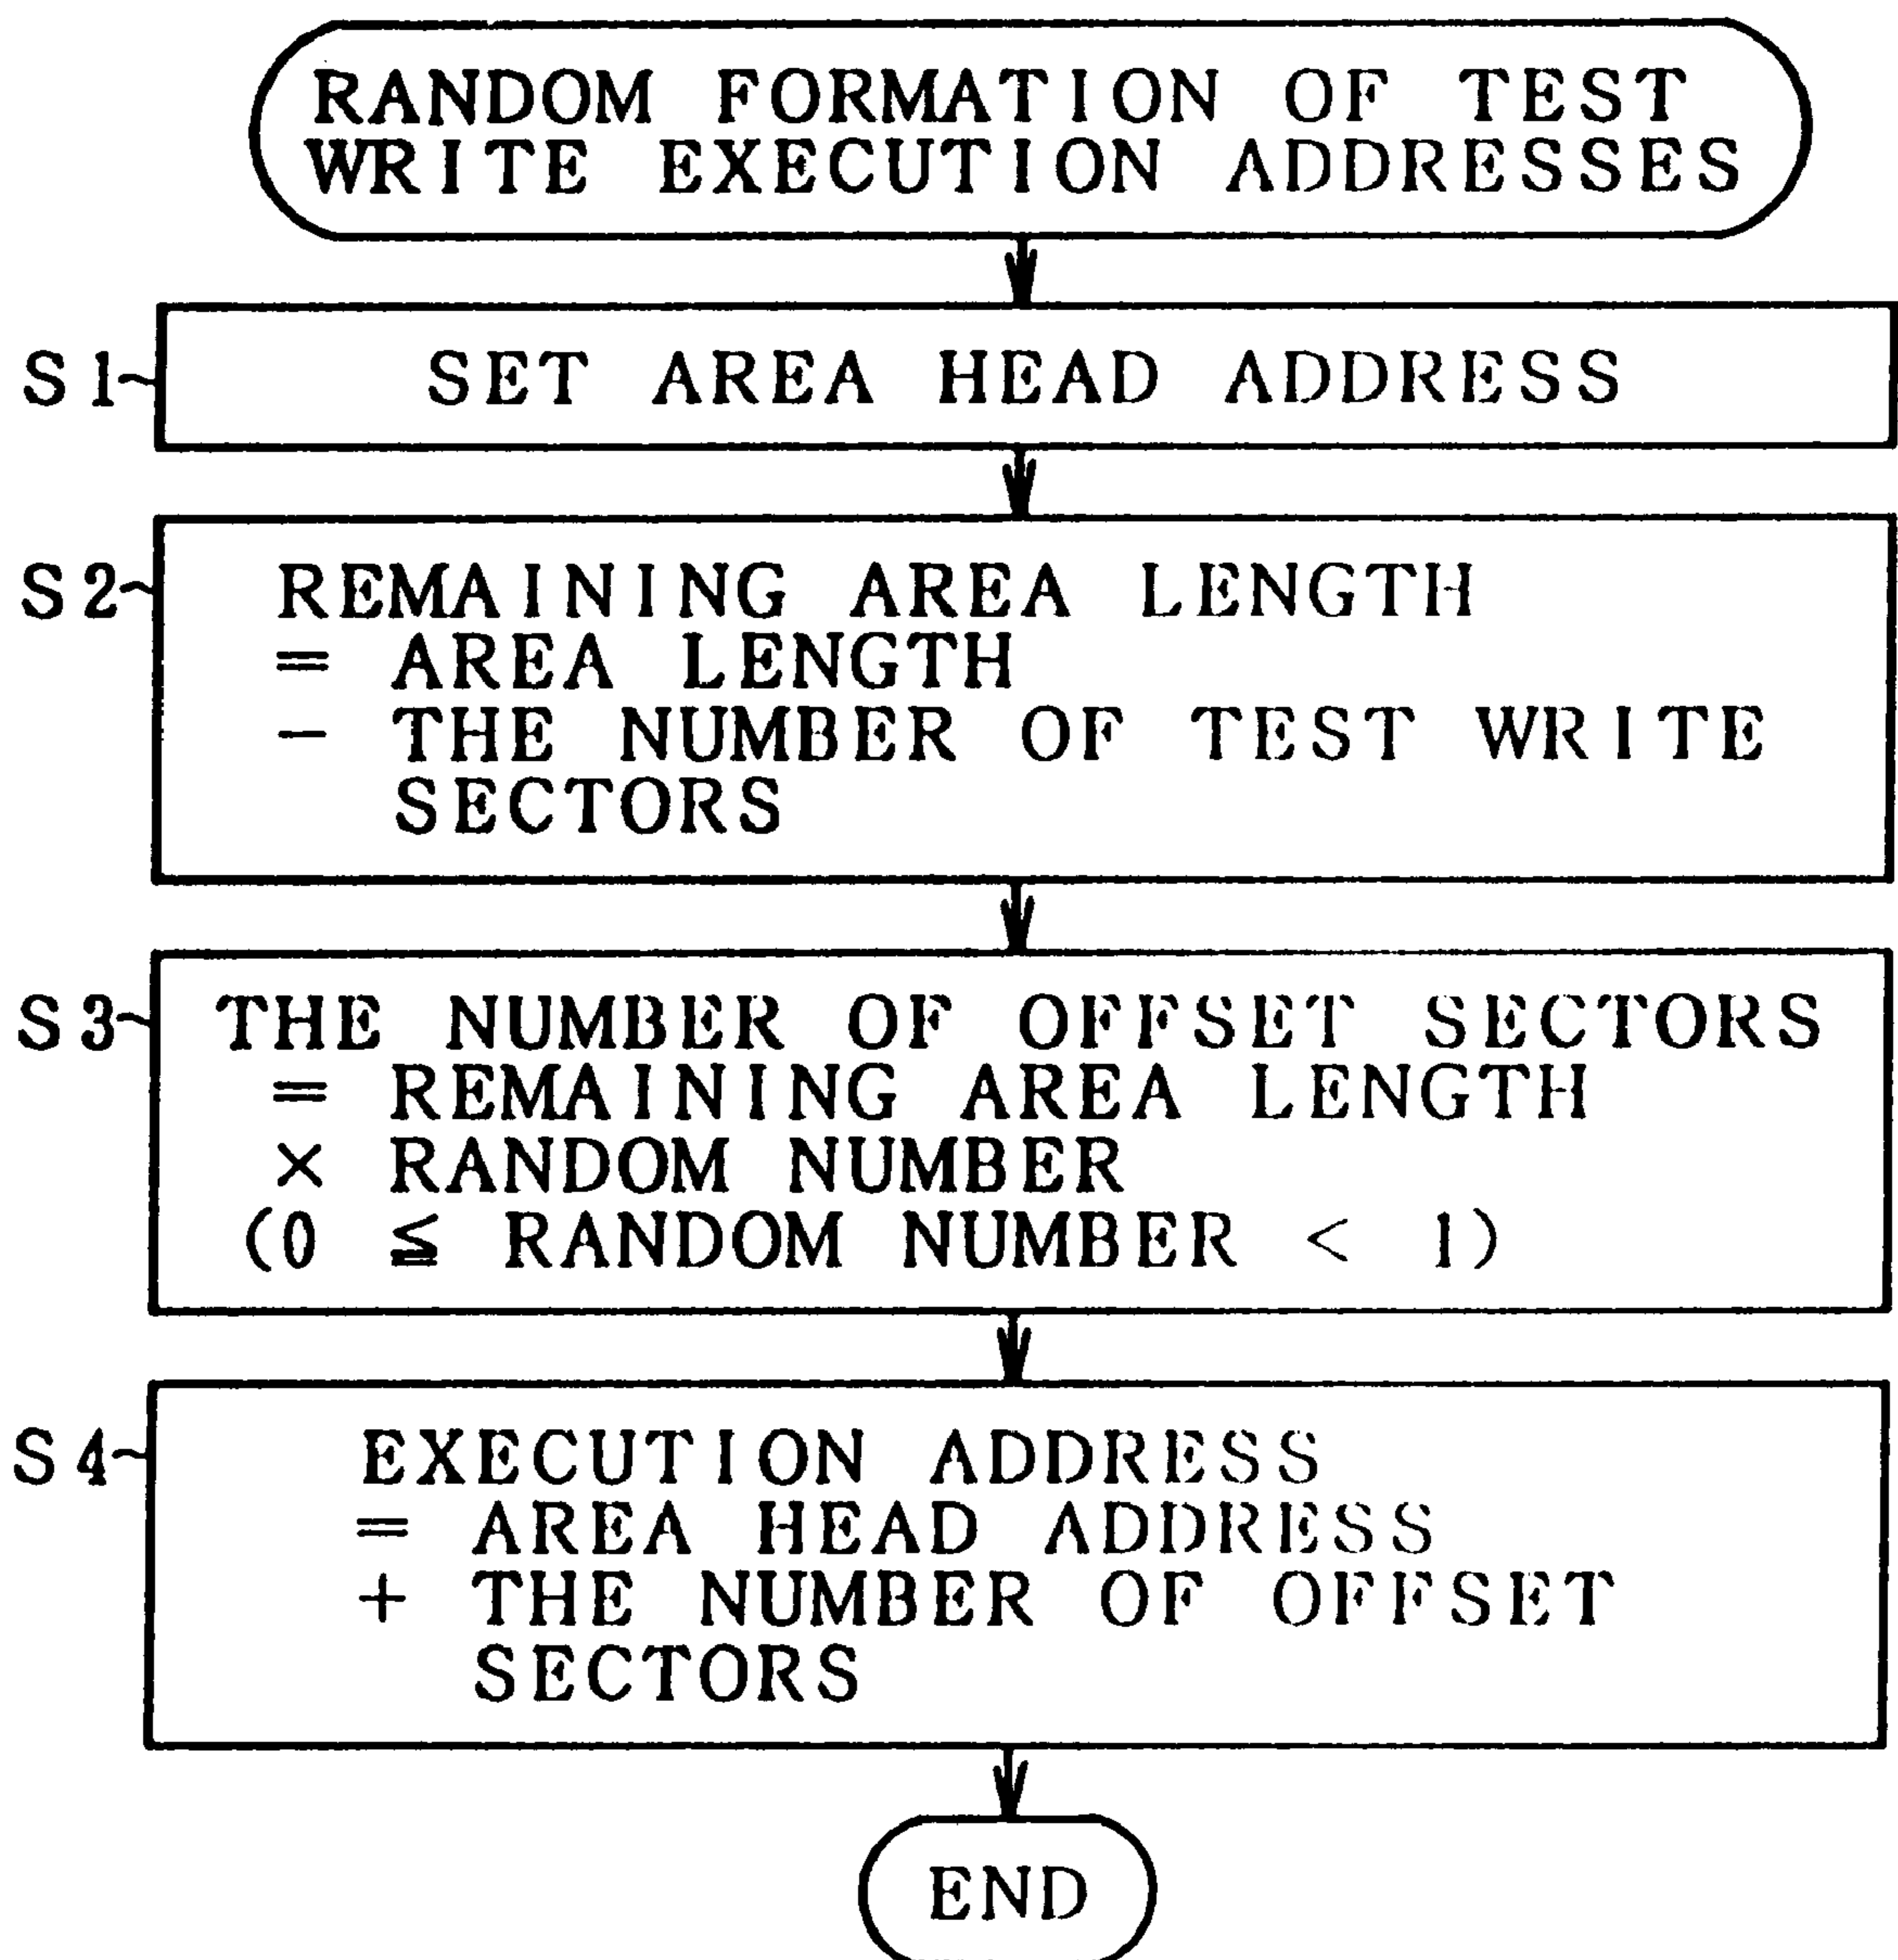 RANDOM FORMATION OF TEST
WRITE EXECUTION ADDRESSES
S1 SET AREA HEAD ADDRESS
S2 REMAINING AREA LENGTH
= AREA LENGTH
- THE NUMBER OF TEST WRITE
SECTORS
S3 THE NUMBER OF OFFSET SECTORS
= REMAINING AREA LENGTH
× RANDOM NUMBER
(0 ≦ RANDOM NUMBER < 1)
S4 EXECUTION ADDRESS
= AREA HEAD ADDRESS
+ THE NUMBER OF OFFSET
SECTORS
END